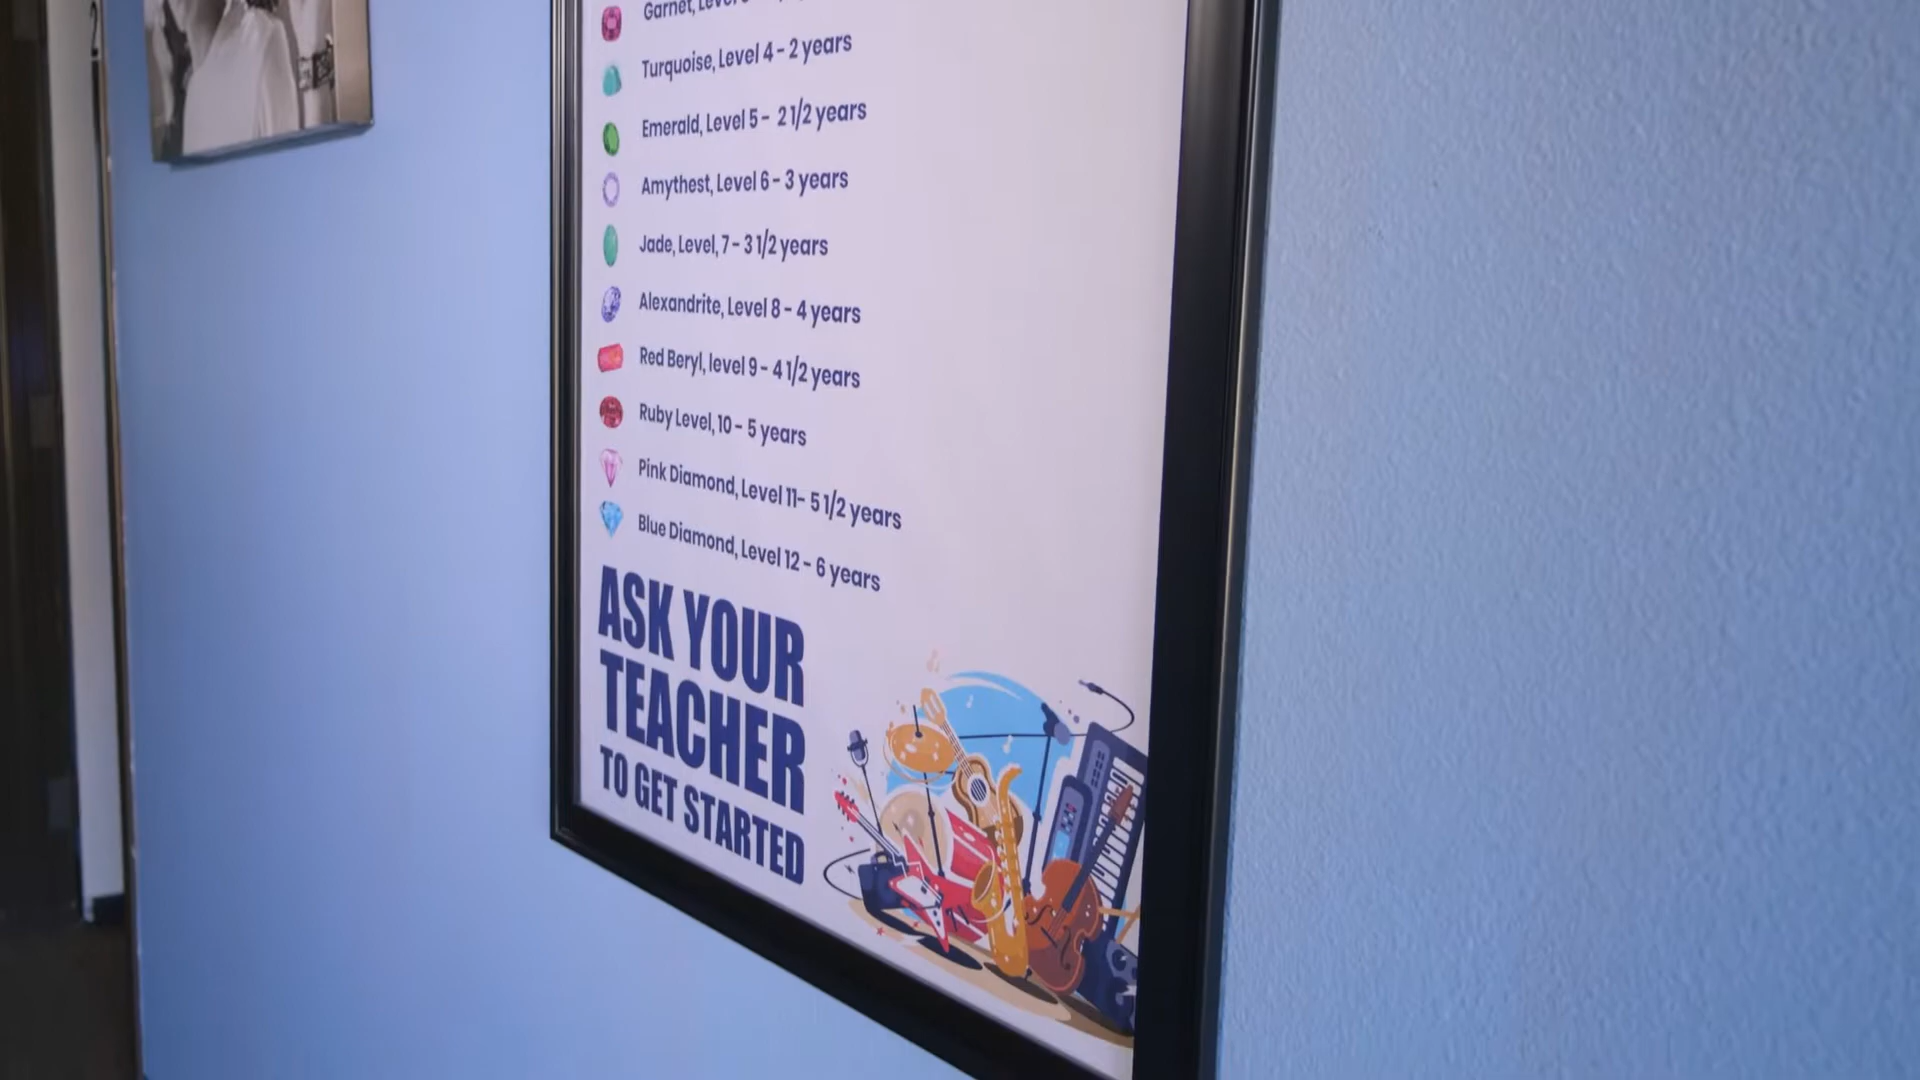 Garnet, Level
Turquoise, Level 4 - 2 years
Emerald, Level 5 - 2 1/2 years
Amythest, Level 6 - 3 years
Jade, Level, 7 - 3 1/2 years
Alexandrite, Level 8 - 4 years
Red Beryl, level 9 - 4 1/2 years
Ruby Level, 10 - 5 years
Pink Diamond, Level 11- 5 1/2 years
Blue Diamond, Level 12 - 6 years
ASK YOUR
TEACHER
TO GET STARTED